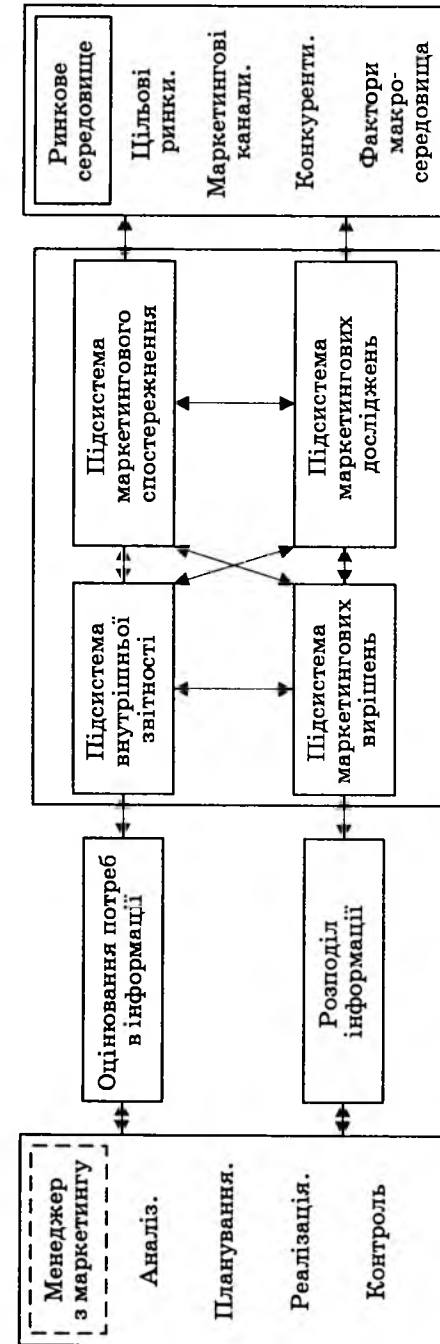 Менеджер
з маркетингу
Аналіз.
Планування.
Реалізація.
Контроль
Оцінювання потреб
в інформації
Розподіл
інформації
Підсистема
внутрішньої
звітності
Підсистема
маркетингового
спостереження
Підсистема
маркетингових
вирішень
Підсистема
маркетингових
досліджень
Ринкове
середовище
Цільові
ринки.
Маркетингові
канали.
Конкуренти.
Фактори
макро-
середовища